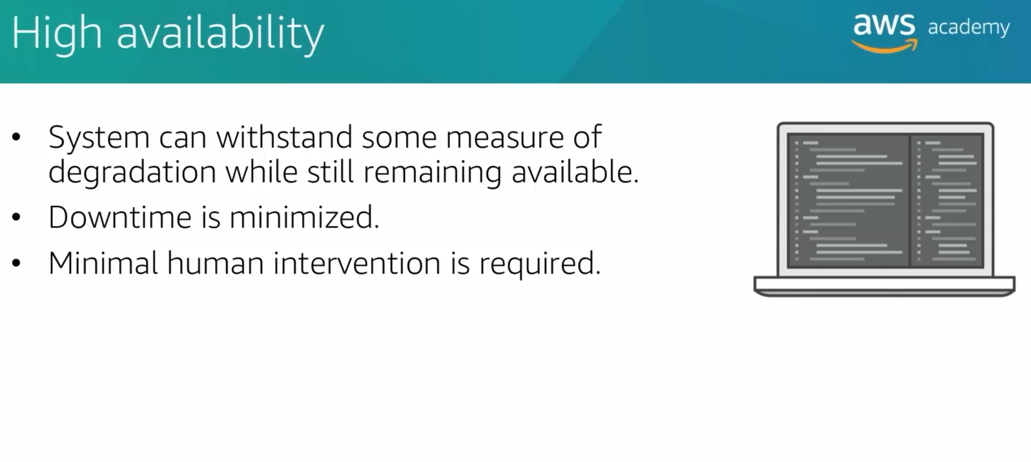 High availability
aws academy
• System can withstand some measure of
degradation while still remaining available.
• Downtime is minimized.
• Minimal human intervention is required.